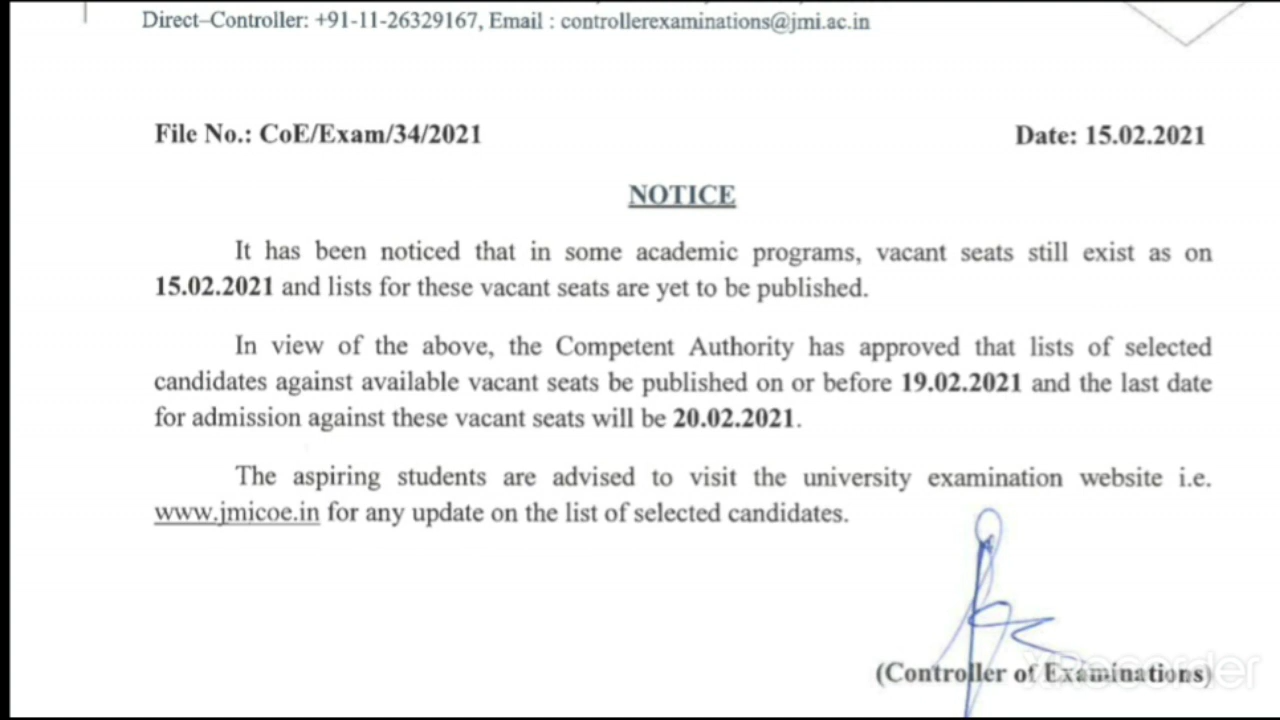 Direct–Controller: +91-11-26329167, Email : controllerexaminations@jmi.ac.in
File No.: CoE/Exam/34/2021 Date: 15.02.2021
NOTICE
It has been noticed that in some academic programs, vacant seats still exist as on
15.02.2021 and lists for these vacant seats are yet to be published.
In view of the above, the Competent Authority has approved that lists of selected
candidates against available vacant seats be published on or before 19.02.2021 and the last date
for admission against these vacant seats will be 20.02.2021.
The aspiring students are advised to visit the university examination website i.e.
www.jmicoe.in for any update on the list of selected candidates.
(Controller of Examinations)
XRecorder